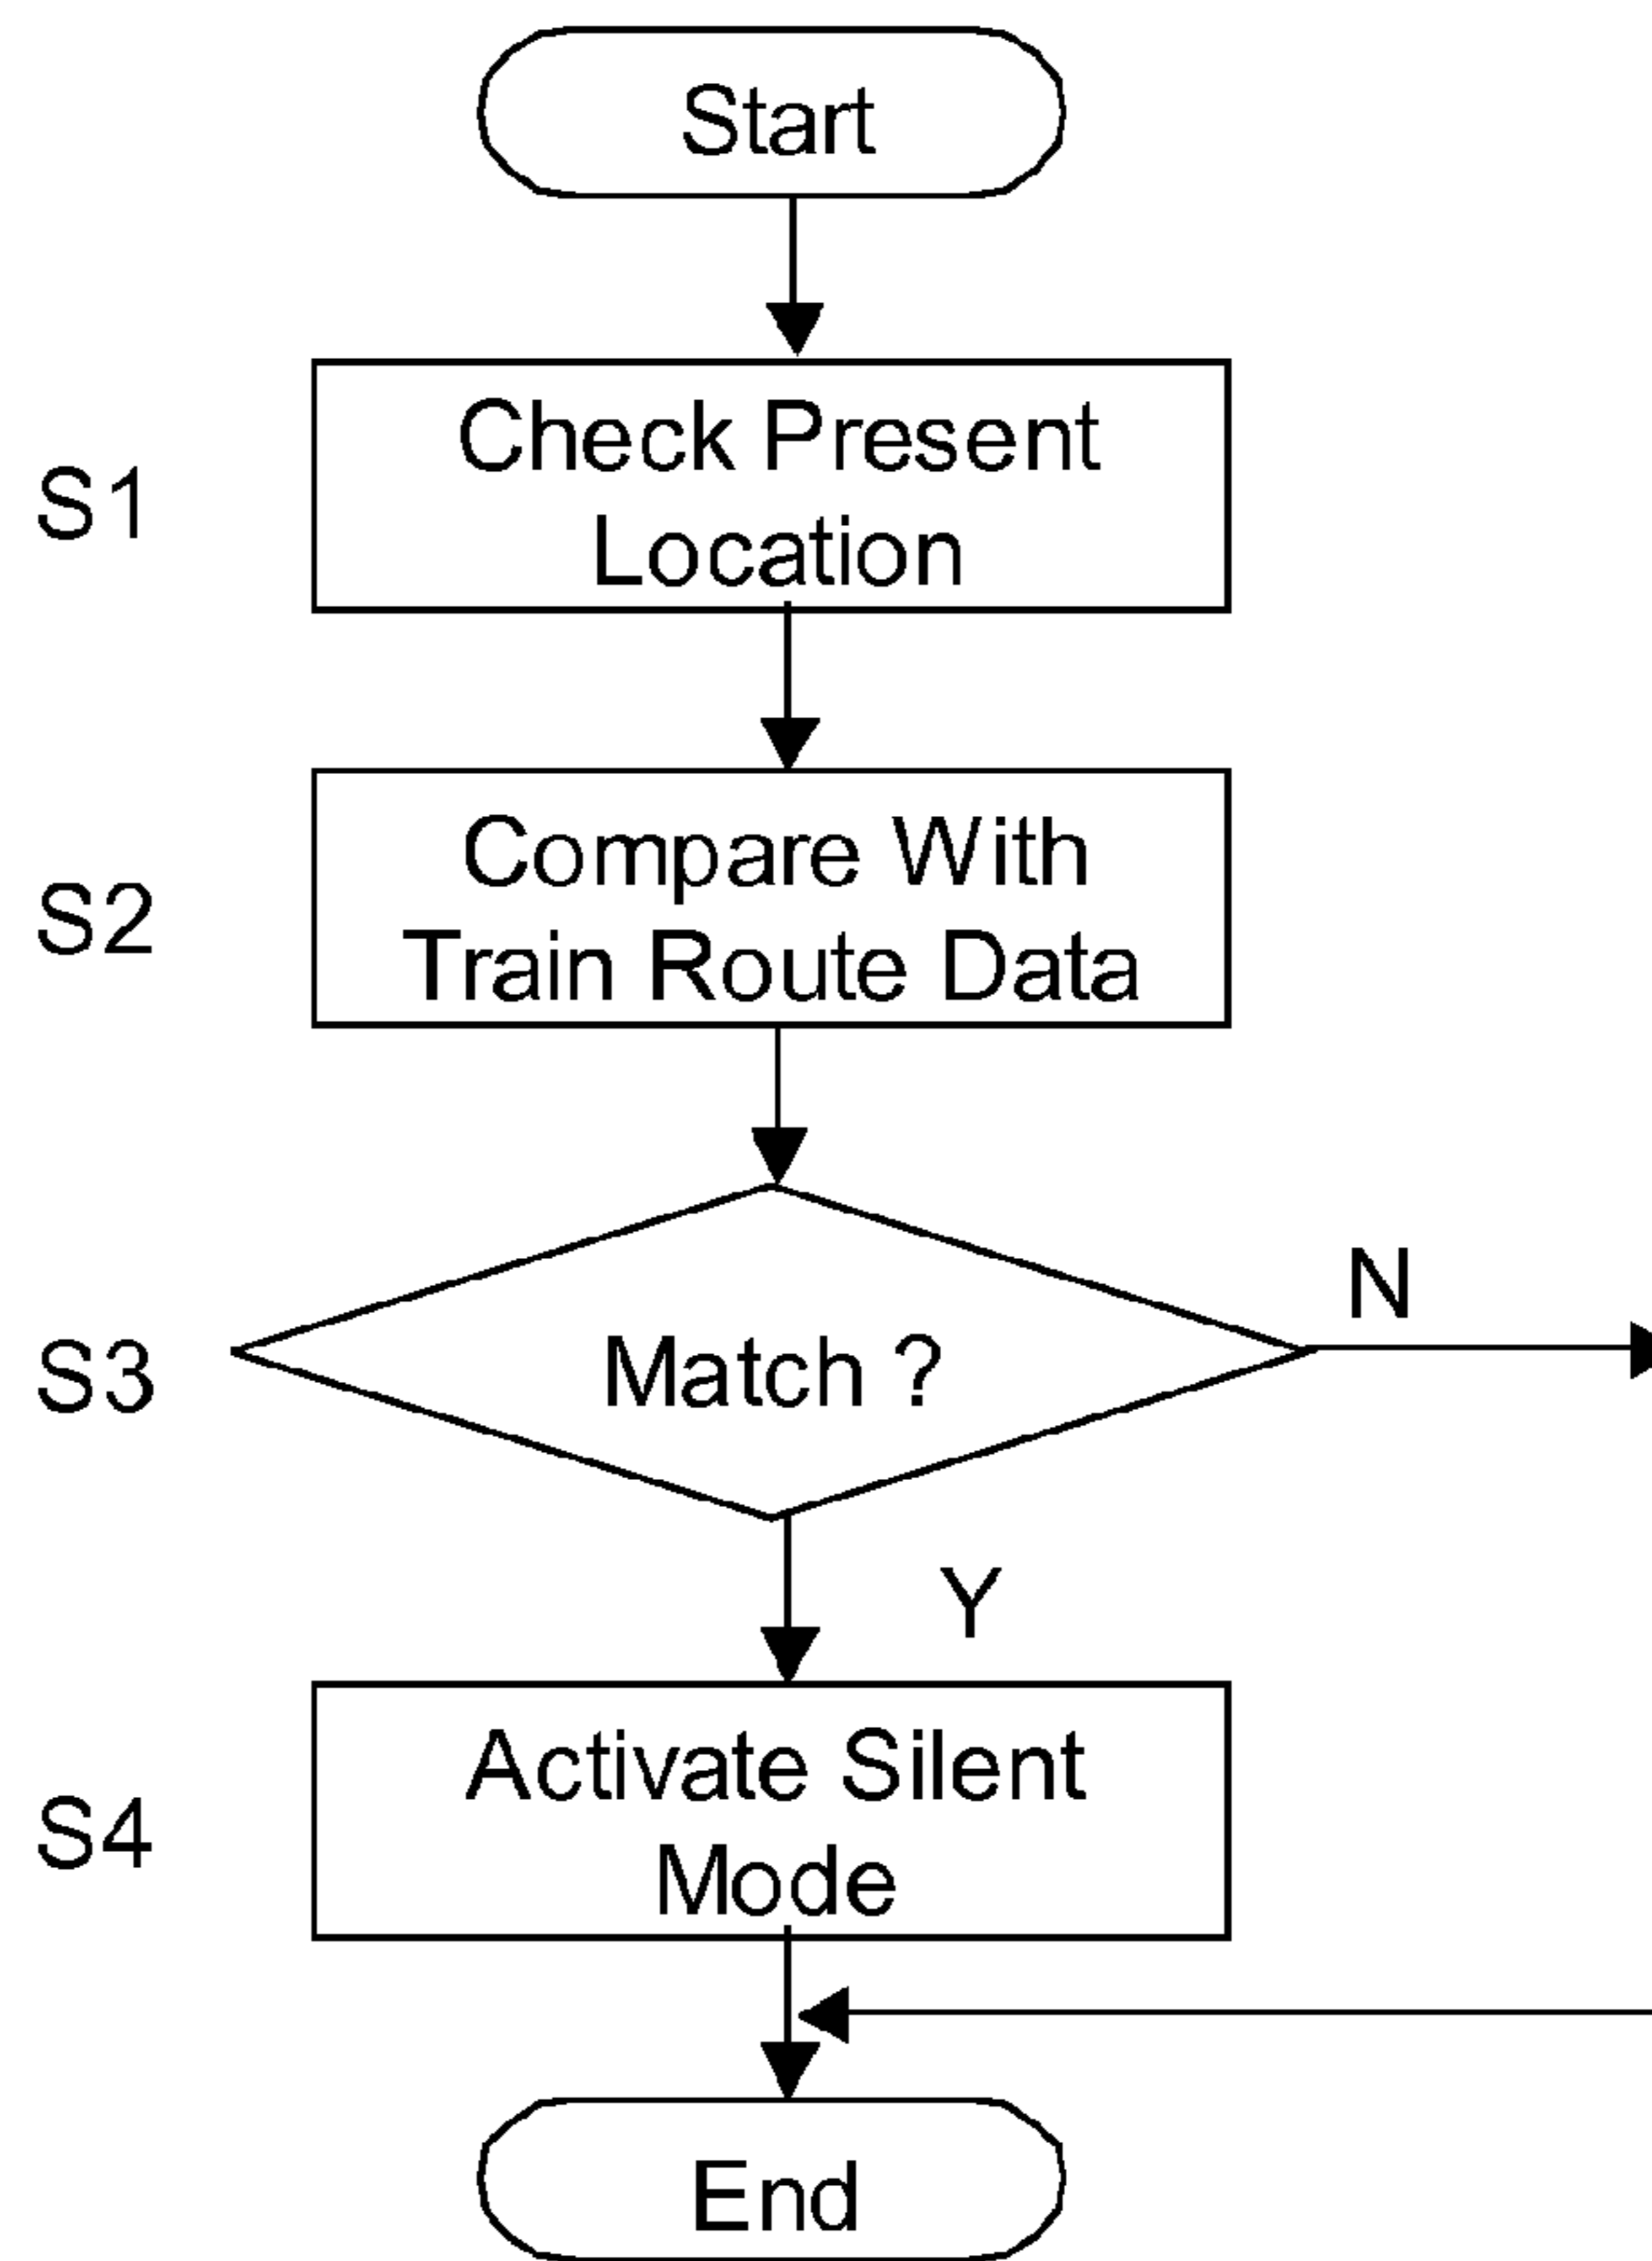 Start
S1
Check Present
Location
S2
Compare With
Train Route Data
S3
Match ?
N
Y
S4
Activate Silent
Mode
End